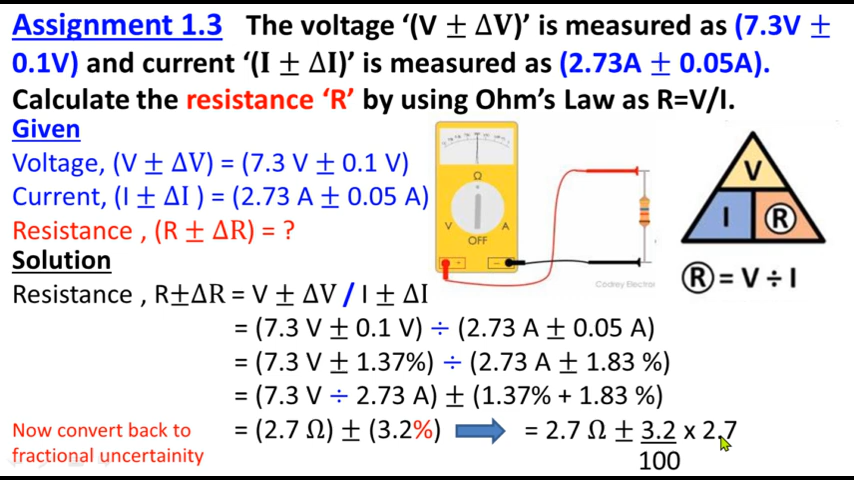 Assignment 1.3 The voltage ‘(V ± ΔV)’ is measured as (7.3V ±
0.1V) and current ‘(I ± ΔI)’ is measured as (2.73A ± 0.05A).
Calculate the resistance ‘R’ by using Ohm’s Law as R=V/I.
Given
Voltage, (V ± ΔV) = (7.3 V ± 0.1 V)
Current, (I ± ΔI ) = (2.73 A ± 0.05 A)
Resistance , (R ± ΔR) = ?
Ω
V
A
OFF
+
−
V
I
R
R = V ÷ I
Solution
Resistance , R±ΔR = V ± ΔV / I ± ΔI
= (7.3 V ± 0.1 V) ÷ (2.73 A ± 0.05 A)
= (7.3 V ± 1.37%) ÷ (2.73 A ± 1.83 %)
= (7.3 V ÷ 2.73 A) ± (1.37% + 1.83 %)
= (2.7 Ω) ± (3.2%)
= 2.7 Ω ± 3.2 x 2.7
100
Now convert back to
fractional uncertainity